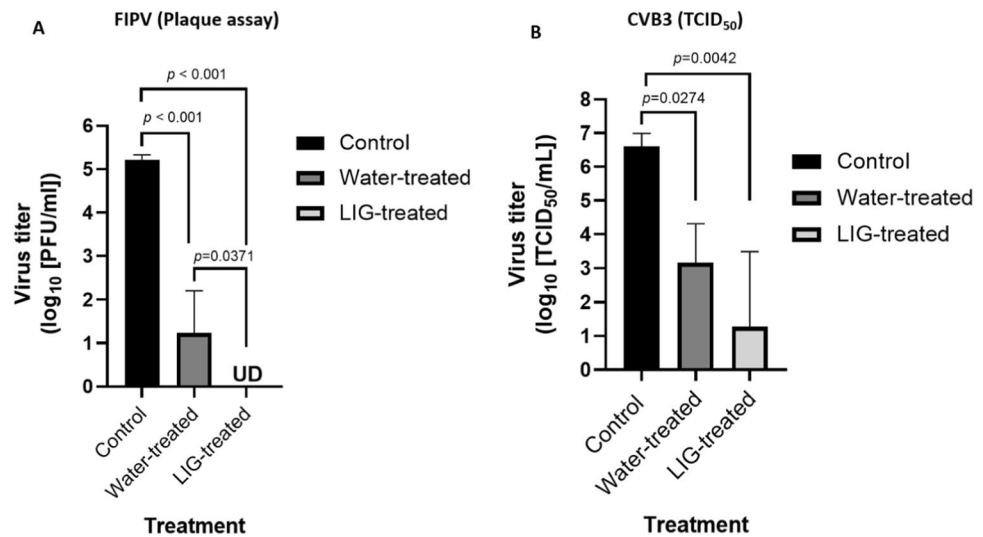 A
FIPV (Plaque assay)
p < 0.001
p < 0.001
p=0.0371
Virus titer
(log10 [PFU/ml])
6
5
4
3
2
1
0
UD
Control
Water-treated
LIG-treated
Treatment
Control
Water-treated
LIG-treated
B
CVB3 (TCID50)
p=0.0042
p=0.0274
Virus titer
(log10 [TCID50/mL])
8
7
6
5
4
3
2
1
0
Control
Water-treated
LIG-treated
Treatment
Control
Water-treated
LIG-treated